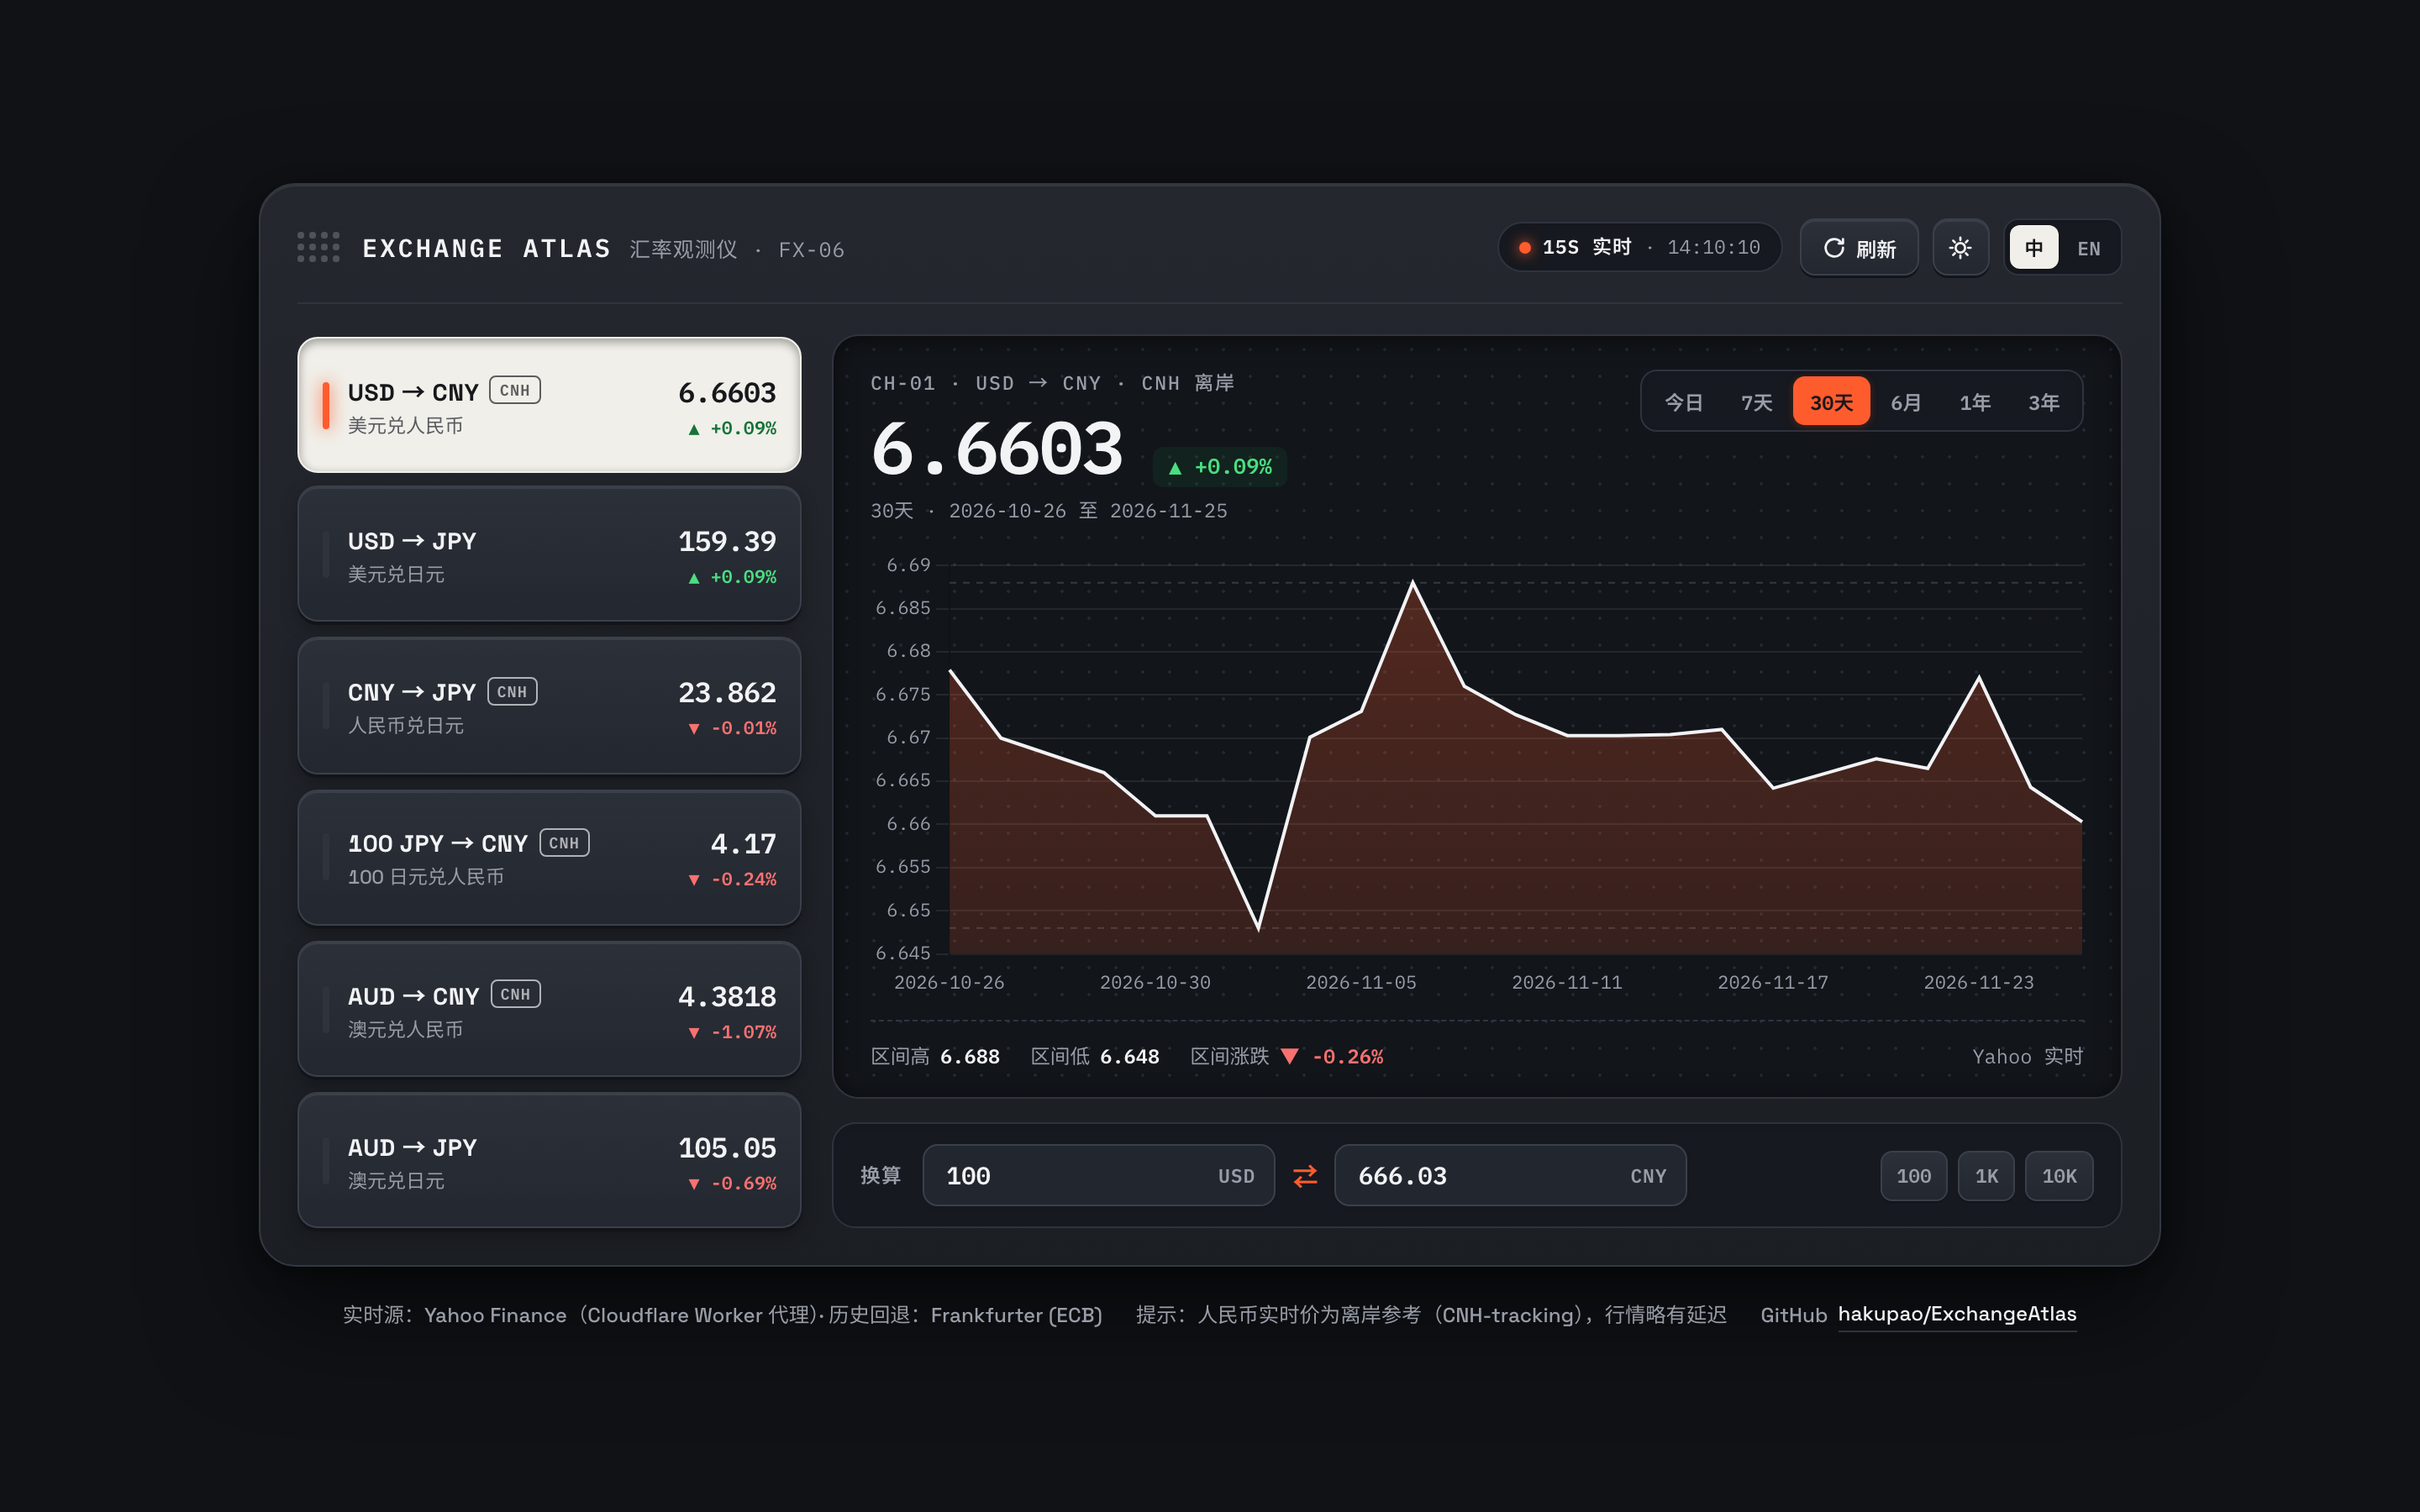 EXCHANGE ATLAS 汇率观测仪 · FX-06
15S 实时 · 14:10:10
刷新
中 EN
USD → CNY CNH 6.6603
美元兑人民币 ▲ +0.09%
USD → JPY 159.39
美元兑日元 ▲ +0.09%
CNY → JPY CNH 23.862
人民币兑日元 ▼ -0.01%
100 JPY → CNY CNH 4.17
100 日元兑人民币 ▼ -0.24%
AUD → CNY CNH 4.3818
澳元兑人民币 ▼ -1.07%
AUD → JPY 105.05
澳元兑日元 ▼ -0.69%
CH-01 · USD → CNY · CNH 离岸
今日 7天 30天 6月 1年 3年
6.6603 ▲ +0.09%
30天 · 2026-10-26 至 2026-11-25
6.69
6.685
6.68
6.675
6.67
6.665
6.66
6.655
6.65
6.645
2026-10-26 2026-10-30 2026-11-05 2026-11-11 2026-11-17 2026-11-23
区间高 6.688 区间低 6.648 区间涨跌 ▼ -0.26% Yahoo 实时
换算 100 USD ⇄ 666.03 CNY 100 1K 10K
实时源：Yahoo Finance（Cloudflare Worker 代理）· 历史回退：Frankfurter (ECB) 提示：人民币实时价为离岸参考（CNH-tracking），行情略有延迟 GitHub hakupao/ExchangeAtlas